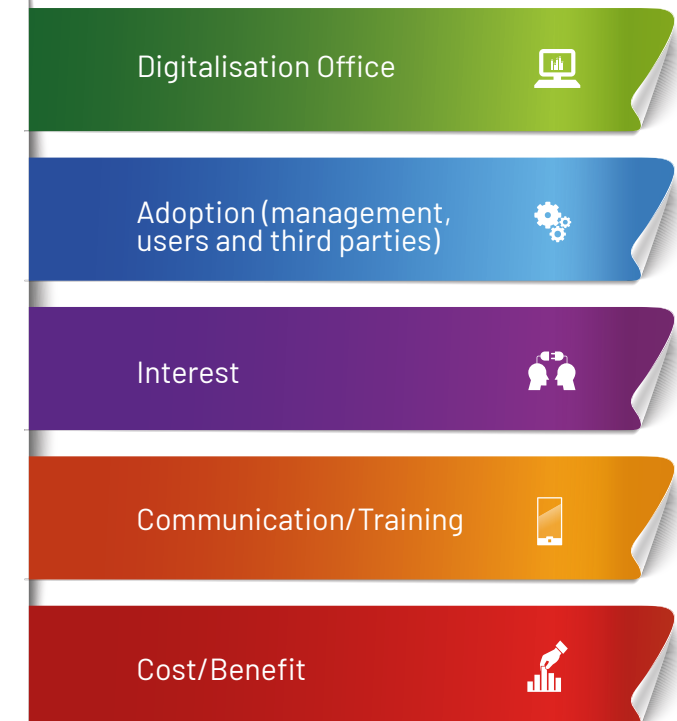 Digitalisation Office
Adoption (management,
users and third parties)
Interest
Communication/Training
Cost/Benefit